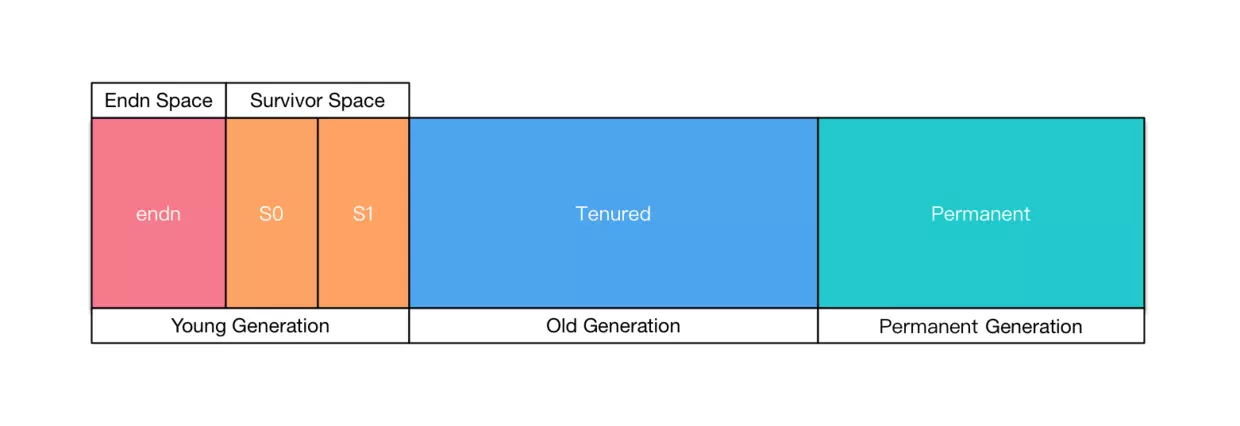 Endn Space
Survivor Space
endn
S0
S1
Tenured
Permanent
Young Generation
Old Generation
Permanent Generation